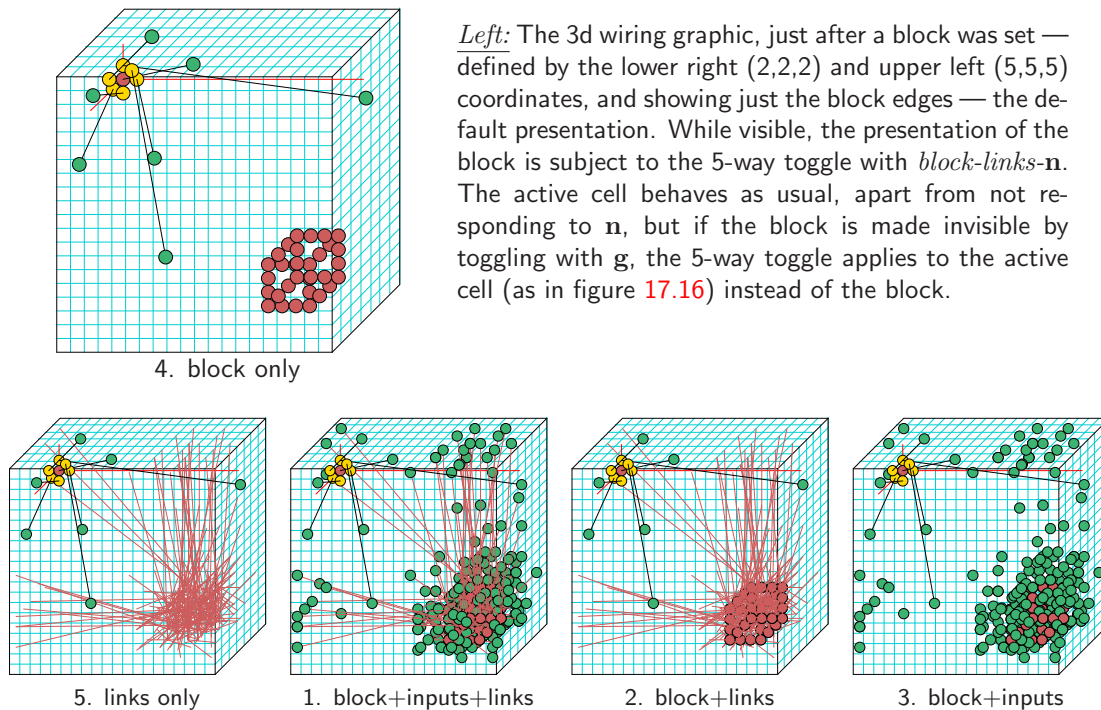 Left: The 3d wiring graphic, just after a block was set —
defined by the lower right (2,2,2) and upper left (5,5,5)
coordinates, and showing just the block edges — the de-
fault presentation. While visible, the presentation of the
block is subject to the 5-way toggle with block-links-n.
The active cell behaves as usual, apart from not re-
sponding to n, but if the block is made invisible by
toggling with g, the 5-way toggle applies to the active
cell (as in figure 17.16) instead of the block.
4. block only
5. links only
1. block+inputs+links
2. block+links
3. block+inputs